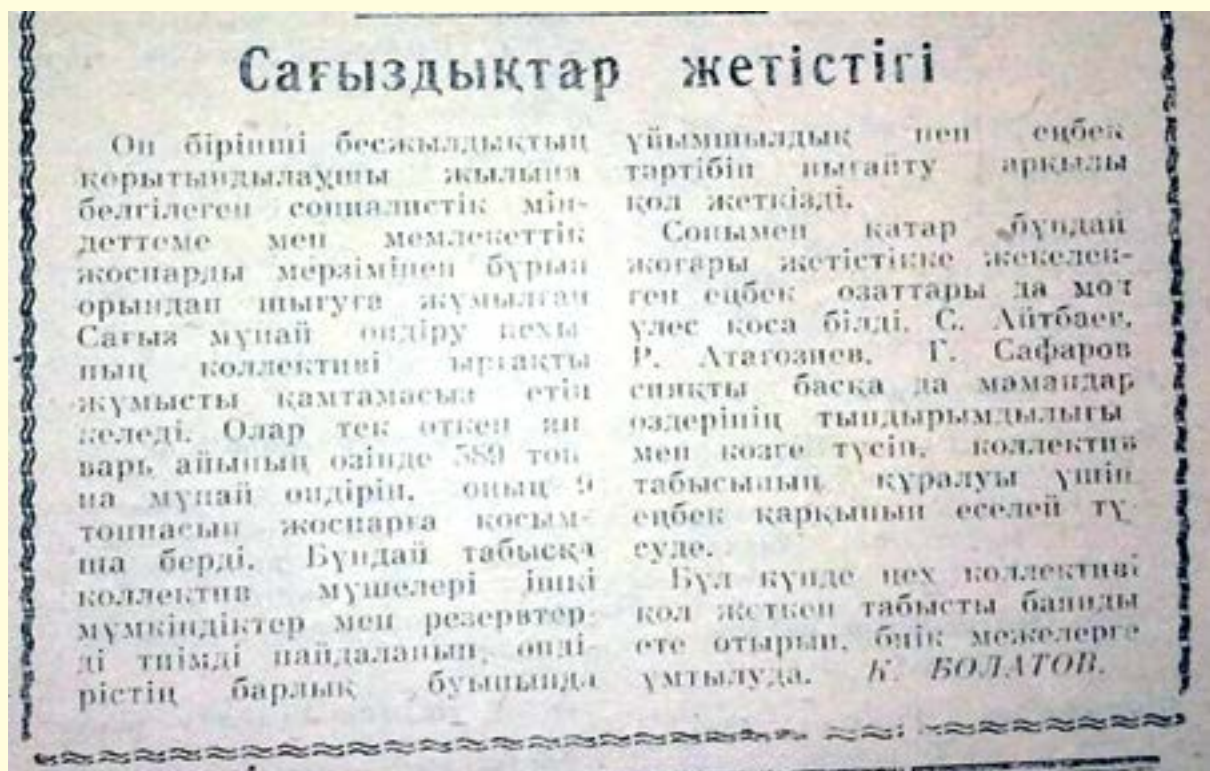 Сағыздықтар жетістігі
Он бірінші бесжылдықтың
қорытындылаушы жылына
белгілеген социалистік мін-
деттеме мен мемлекеттік
жоспарды мерзімінен бұрын
орындап шығуға жұмылған
Сағыз мұнай өндіру цехы-
ның коллективі ырғақты
жұмысты қамтамасыз етіп
келеді. Олар тек өткен ян
варь айының өзінде 589 тон
на мұнай өндіріп, оның 9
тоннасын жоспарға қосым-
ша берді. Бұндай табысқа
коллектив мүшелері ішкі
мүмкіндіктер мен резервтер-
ді тиімді пайдаланып, өнді-
рістің барлық буынында
ұйымшылдық пен еңбек
тәртібін нығайту арқылы
қол жеткізді.
Сонымен қатар бұндай
жоғары жетістікке жекелен-
ген еңбек озаттары да мол
үлес қоса білді. С. Айтбаев,
Р. Атагозиев, Г. Сафаров
сияқты басқа да мамандар
өздерінің тындырымдылығы
мен көзге түсіп, коллектив
табысының құралуы үшін
еңбек қарқынын еселей тү
суде.
Бұл күнде цех коллективі
қол жеткен табысты баянды
ете отырып, биік межелерге
ұмтылуда. К. БОЛАТОВ.